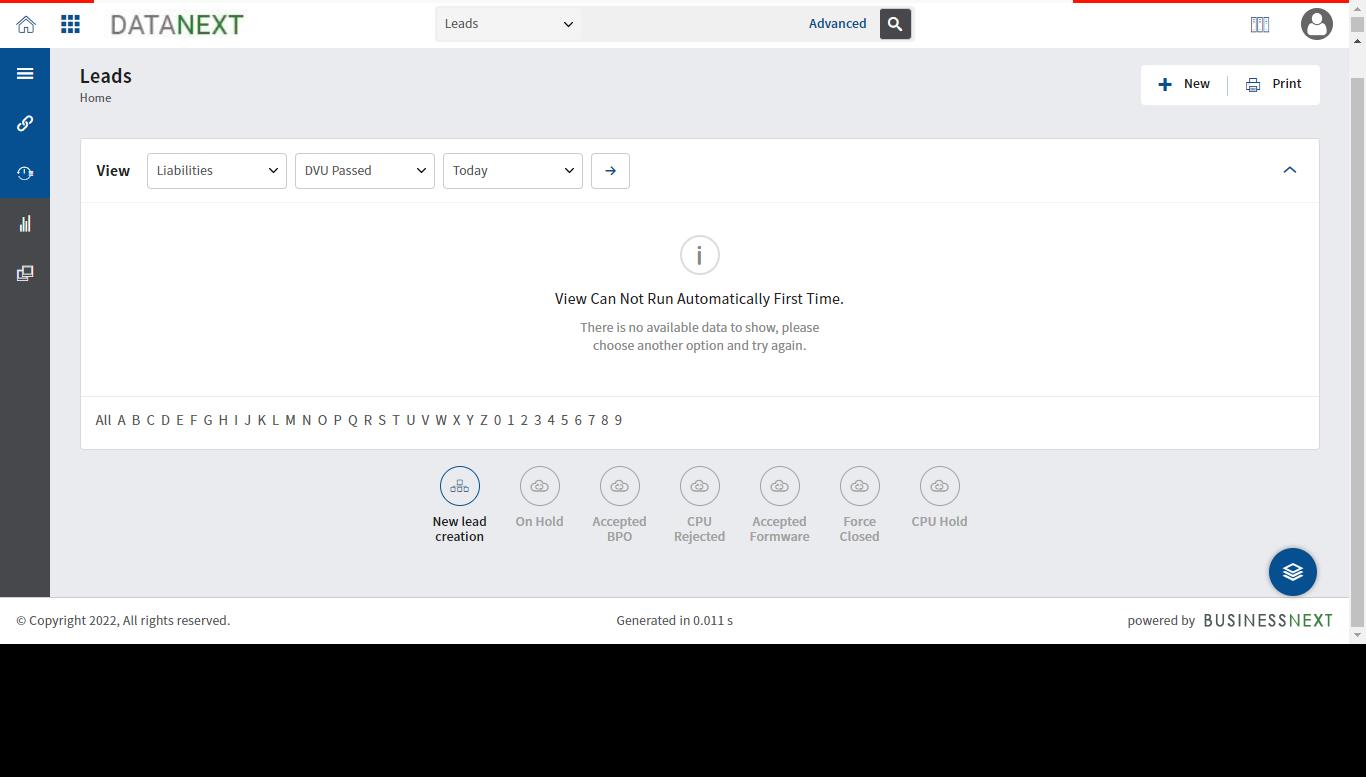 DATANEXT
Leads
Advanced
Leads
Home
New
Print
View
Liabilities
DVU Passed
Today
i
View Can Not Run Automatically First Time.
There is no available data to show, please
choose another option and try again.
All A B C D E F G H I J K L M N O P Q R S T U V W X Y Z 0 1 2 3 4 5 6 7 8 9
New lead
creation
On Hold
Accepted
BPO
CPU
Rejected
Accepted
Formware
Force
Closed
CPU Hold
© Copyright 2022, All rights reserved.
Generated in 0.011 s
powered by BUSINESSNEXT